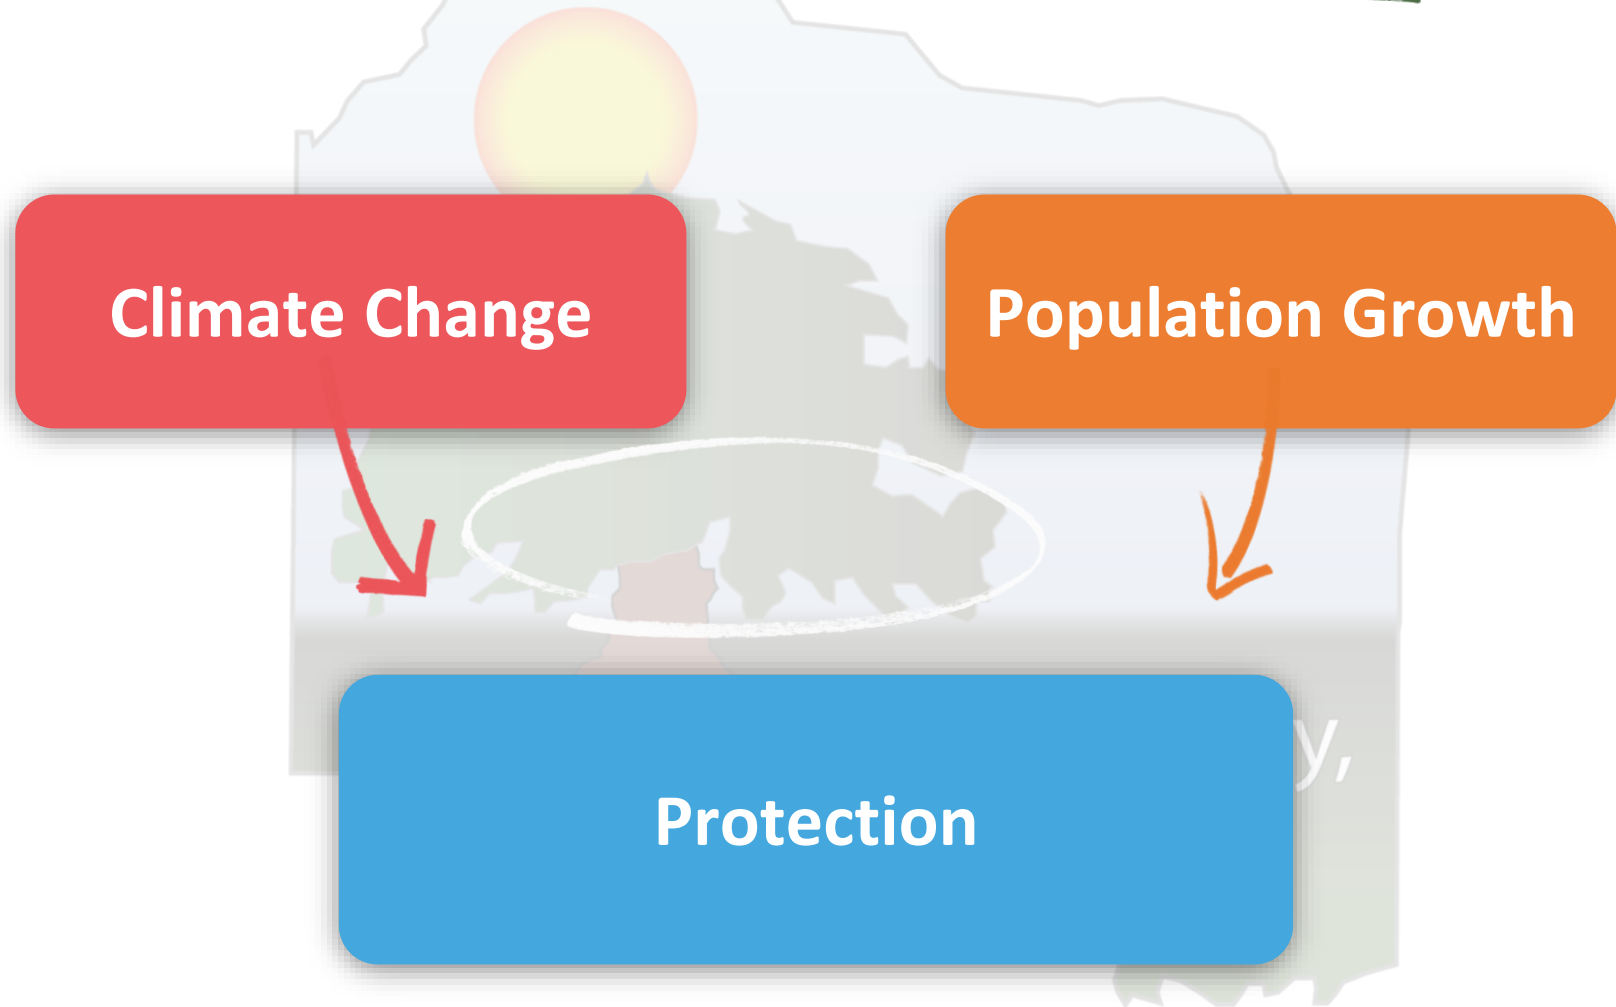 Climate Change
Population Growth
y,
Protection